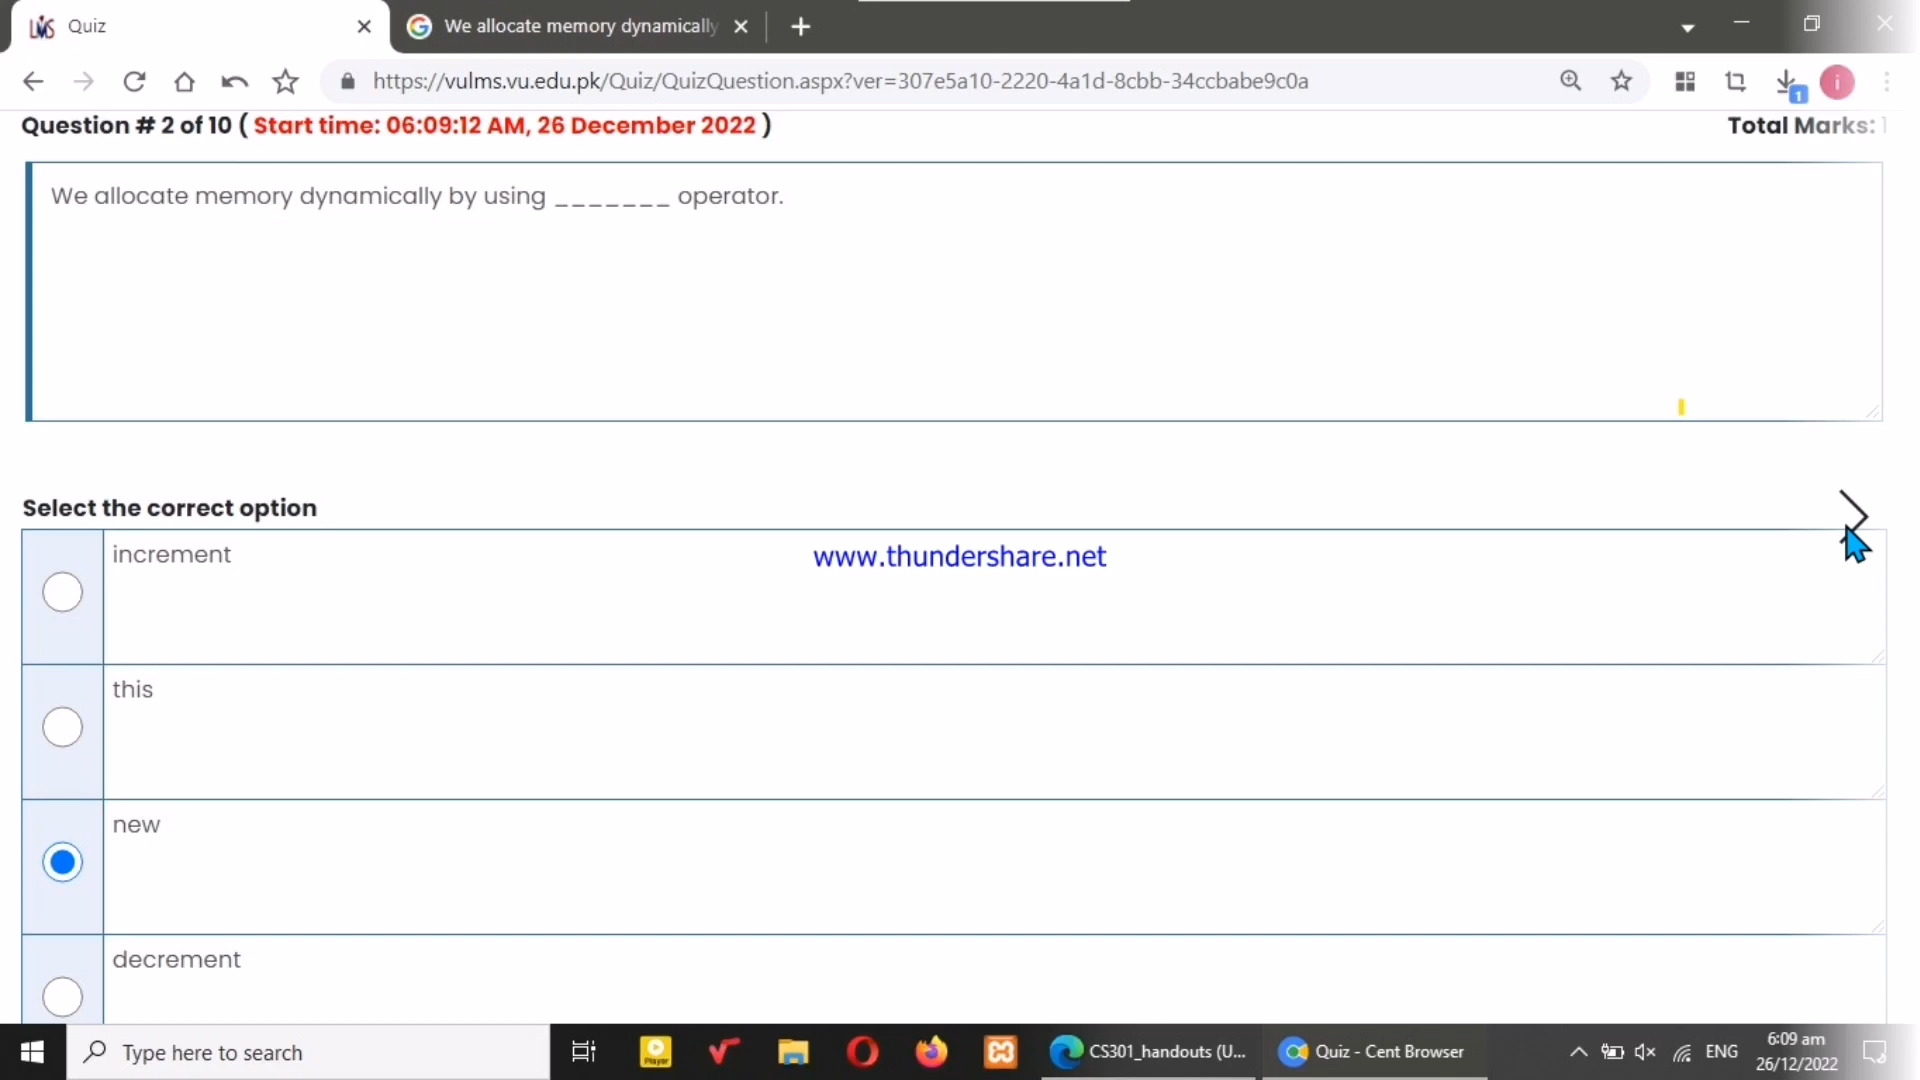 Quiz
We allocate memory dynamically
https://vulms.vu.edu.pk/Quiz/QuizQuestion.aspx?ver=307e5a10-2220-4a1d-8cbb-34ccbabe9c0a
Question # 2 of 10 ( Start time: 06:09:12 AM, 26 December 2022 )
Total Marks: 1
We allocate memory dynamically by using _______ operator.
Select the correct option
increment
www.thundershare.net
this
new
decrement
Type here to search
Player
CS301_handouts (U...
Quiz - Cent Browser
ENG
6:09 am
26/12/2022
1
i